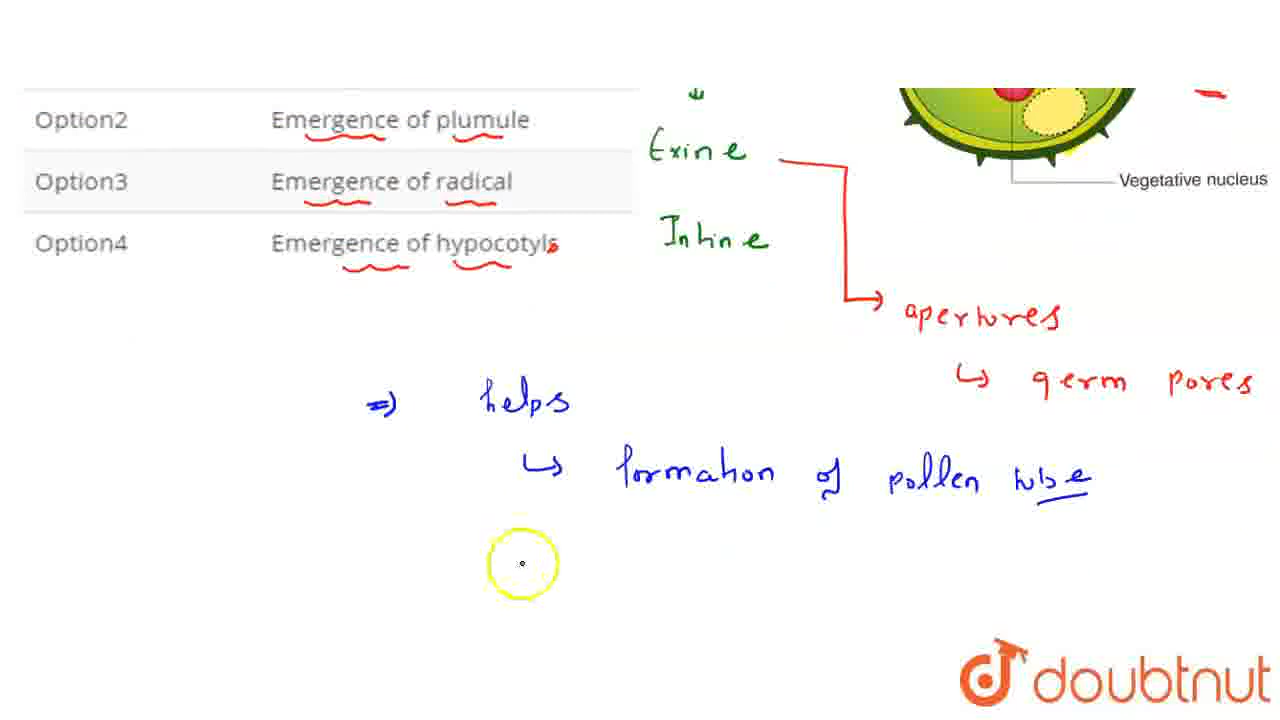 Option2 Emergence of plumule
Exine
Option3 Emergence of radical
Vegetative nucleus
Option4 Emergence of hypocotyls
Intine
apertures
germ pores
helps
formation of pollen tube
doubtnut